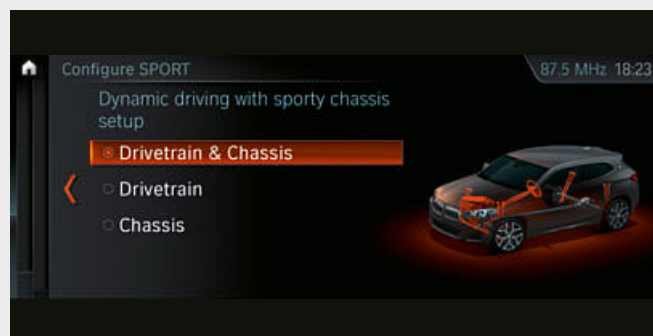 Configure SPORT
87.5 MHz 18:23
Dynamic driving with sporty chassis
setup
Drivetrain & Chassis
Drivetrain
Chassis